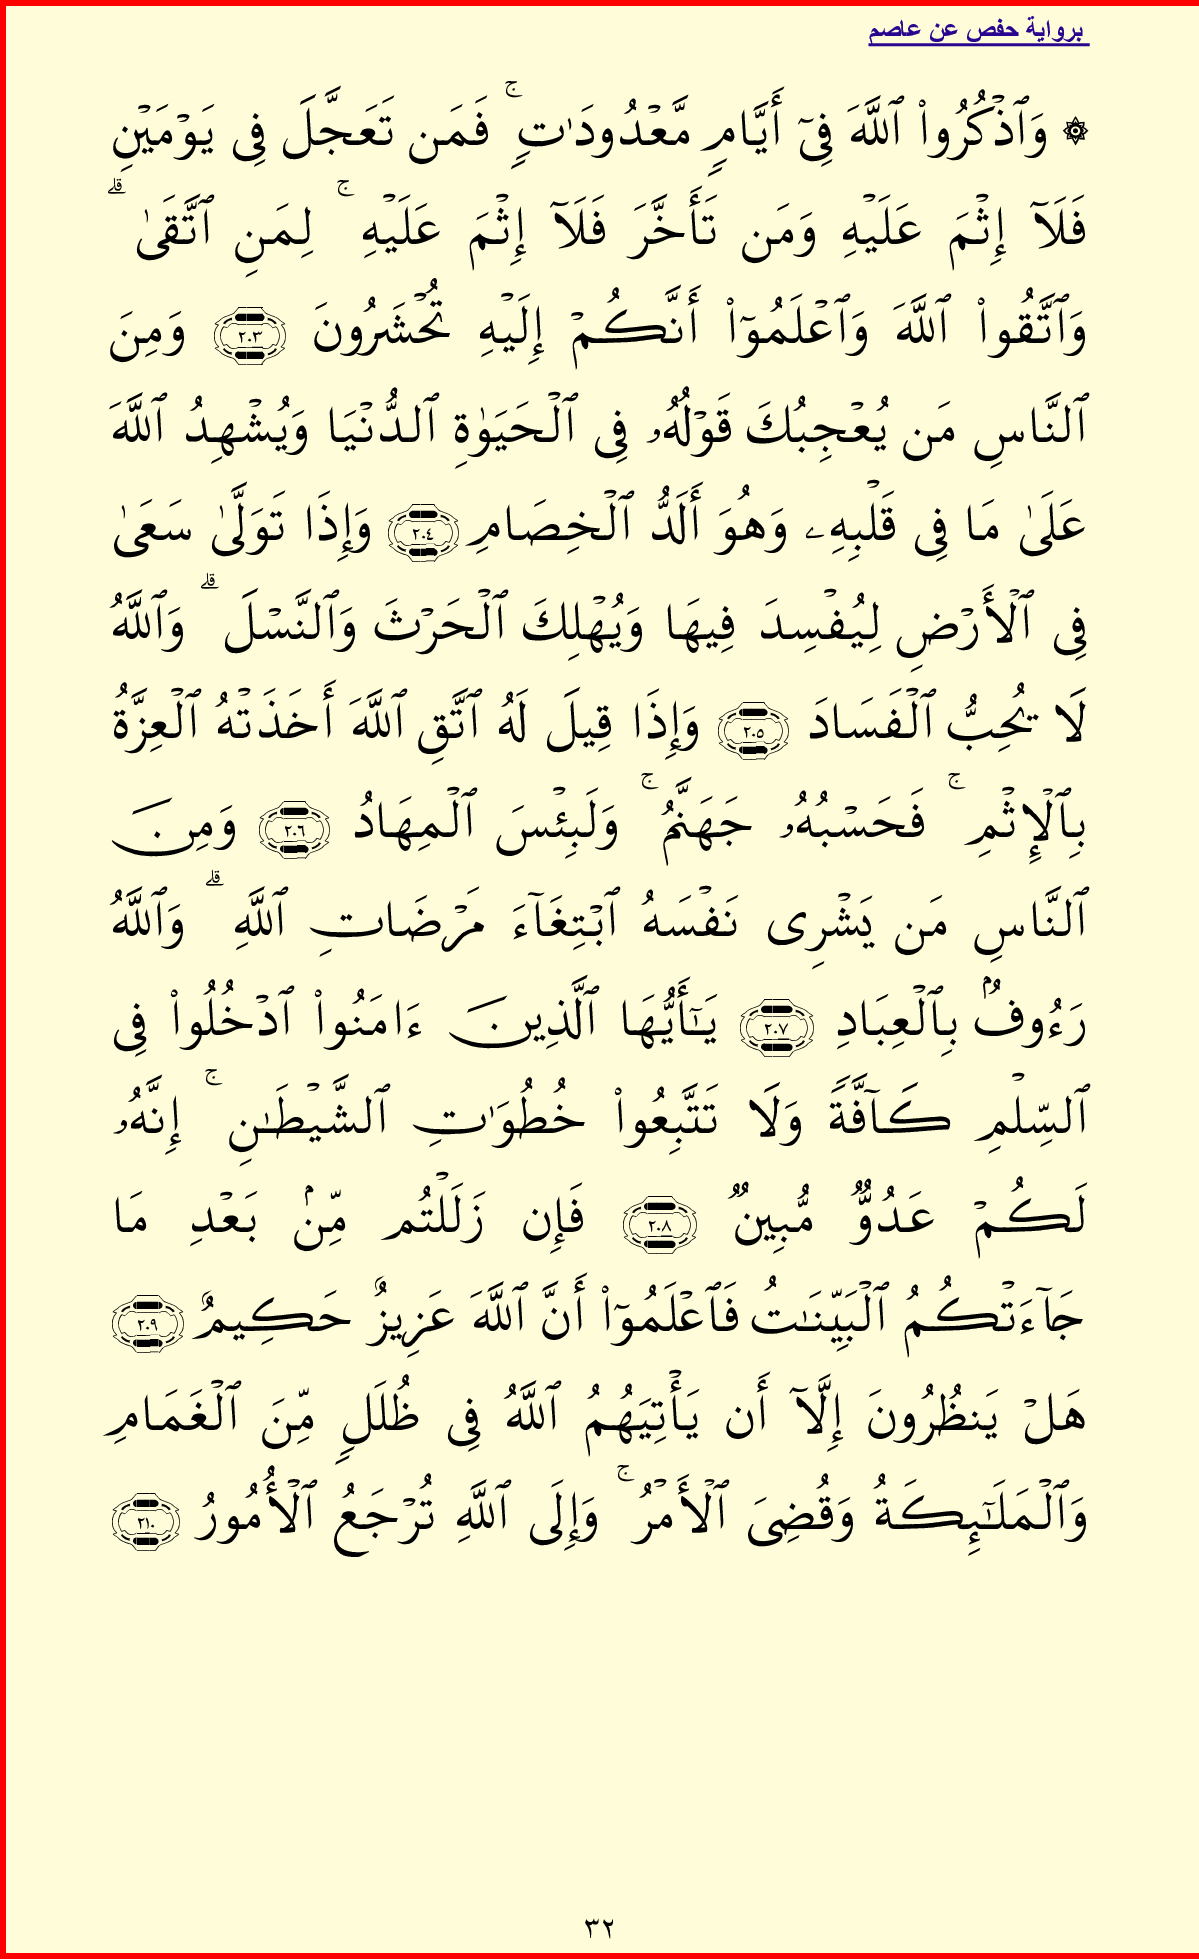 برواية حفص عن عاصم
۞ وَٱذۡكُرُواْ ٱللَّهَ فِىٓ أَيَّامٍ مَّعۡدُودَٰتٍۚ فَمَن تَعَجَّلَ فِى يَوۡمَيۡنِ
فَلَآ إِثۡمَ عَلَيۡهِ وَمَن تَأَخَّرَ فَلَآ إِثۡمَ عَلَيۡهِۚ لِمَنِ ٱتَّقَىٰۗ
وَٱتَّقُواْ ٱللَّهَ وَٱعۡلَمُوٓاْ أَنَّكُمۡ إِلَيۡهِ تُحۡشَرُونَ ٢٠٣ وَمِنَ
ٱلنَّاسِ مَن يُعۡجِبُكَ قَوۡلُهُۥ فِى ٱلۡحَيَوٰةِ ٱلدُّنۡيَا وَيُشۡهِدُ ٱللَّهَ
عَلَىٰ مَا فِى قَلۡبِهِۦ وَهُوَ أَلَدُّ ٱلۡخِصَامِ ٢٠٤ وَإِذَا تَوَلَّىٰ سَعَىٰ
فِى ٱلۡأَرۡضِ لِيُفۡسِدَ فِيهَا وَيُهۡلِكَ ٱلۡحَرۡثَ وَٱلنَّسۡلَۗ وَٱللَّهُ
لَا يُحِبُّ ٱلۡفَسَادَ ٢٠٥ وَإِذَا قِيلَ لَهُ ٱتَّقِ ٱللَّهَ أَخَذَتۡهُ ٱلۡعِزَّةُ
بِٱلۡإِثۡمِۚ فَحَسۡبُهُۥ جَهَنَّمُۚ وَلَبِئۡسَ ٱلۡمِهَادُ ٢٠٦ وَمِنَ
ٱلنَّاسِ مَن يَشۡرِى نَفۡسَهُ ٱبۡتِغَآءَ مَرۡضَاتِ ٱللَّهِۗ وَٱللَّهُ
رَءُوفُۢ بِٱلۡعِبَادِ ٢٠٧ يَـٰٓأَيُّهَا ٱلَّذِينَ ءَامَنُواْ ٱدۡخُلُواْ فِى
ٱلسِّلۡمِ كَآفَّةً وَلَا تَتَّبِعُواْ خُطُوَٰتِ ٱلشَّيۡطَـٰنِۚ إِنَّهُۥ
لَكُمۡ عَدُوٌّ مُّبِينٌ ٢٠٨ فَإِن زَلَلۡتُم مِّنۢ بَعۡدِ مَا
جَآءَتۡكُمُ ٱلۡبَيِّنَـٰتُ فَٱعۡلَمُوٓاْ أَنَّ ٱللَّهَ عَزِيزٌ حَكِيمٌ ٢٠٩
هَلۡ يَنظُرُونَ إِلَّآ أَن يَأۡتِيَهُمُ ٱللَّهُ فِى ظُلَلٍ مِّنَ ٱلۡغَمَامِ
وَٱلۡمَلَـٰٓئِكَةُ وَقُضِىَ ٱلۡأَمۡرُۚ وَإِلَى ٱللَّهِ تُرۡجَعُ ٱلۡأُمُورُ ٢١٠
٣٢